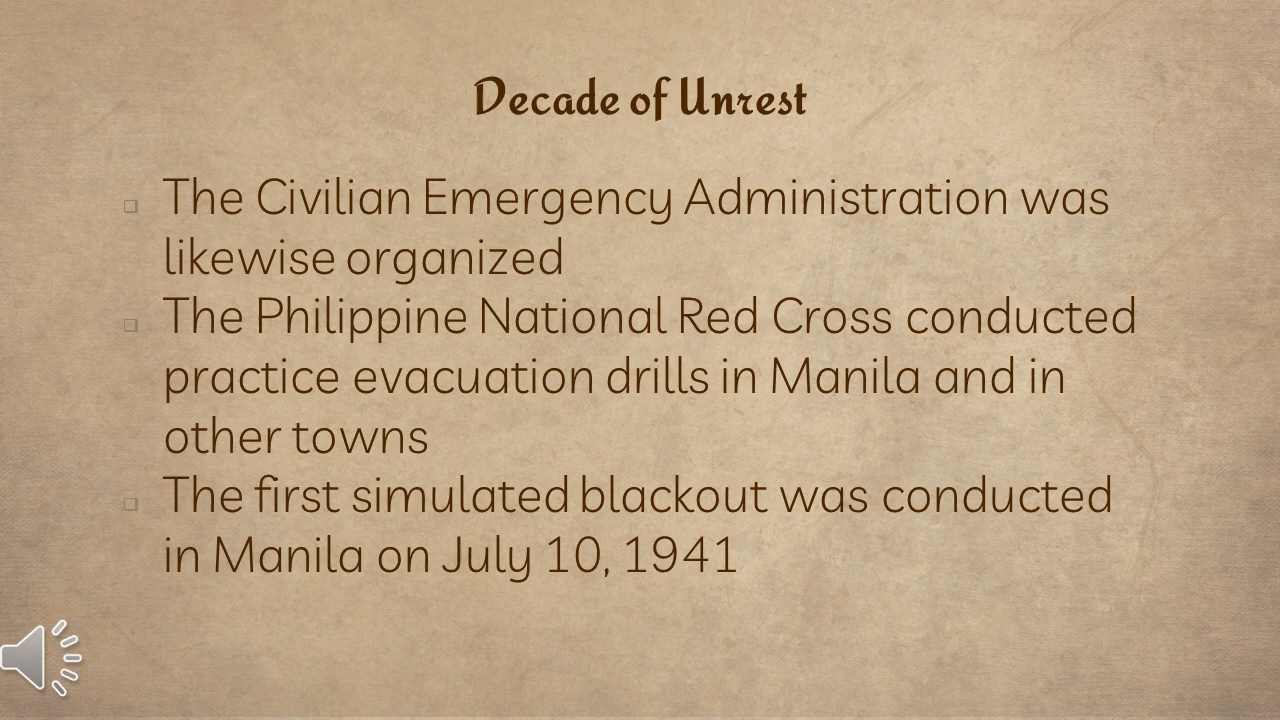 Decade of Unrest
The Civilian Emergency Administration was
likewise organized
The Philippine National Red Cross conducted
practice evacuation drills in Manila and in
other towns
The first simulated blackout was conducted
in Manila on July 10, 1941